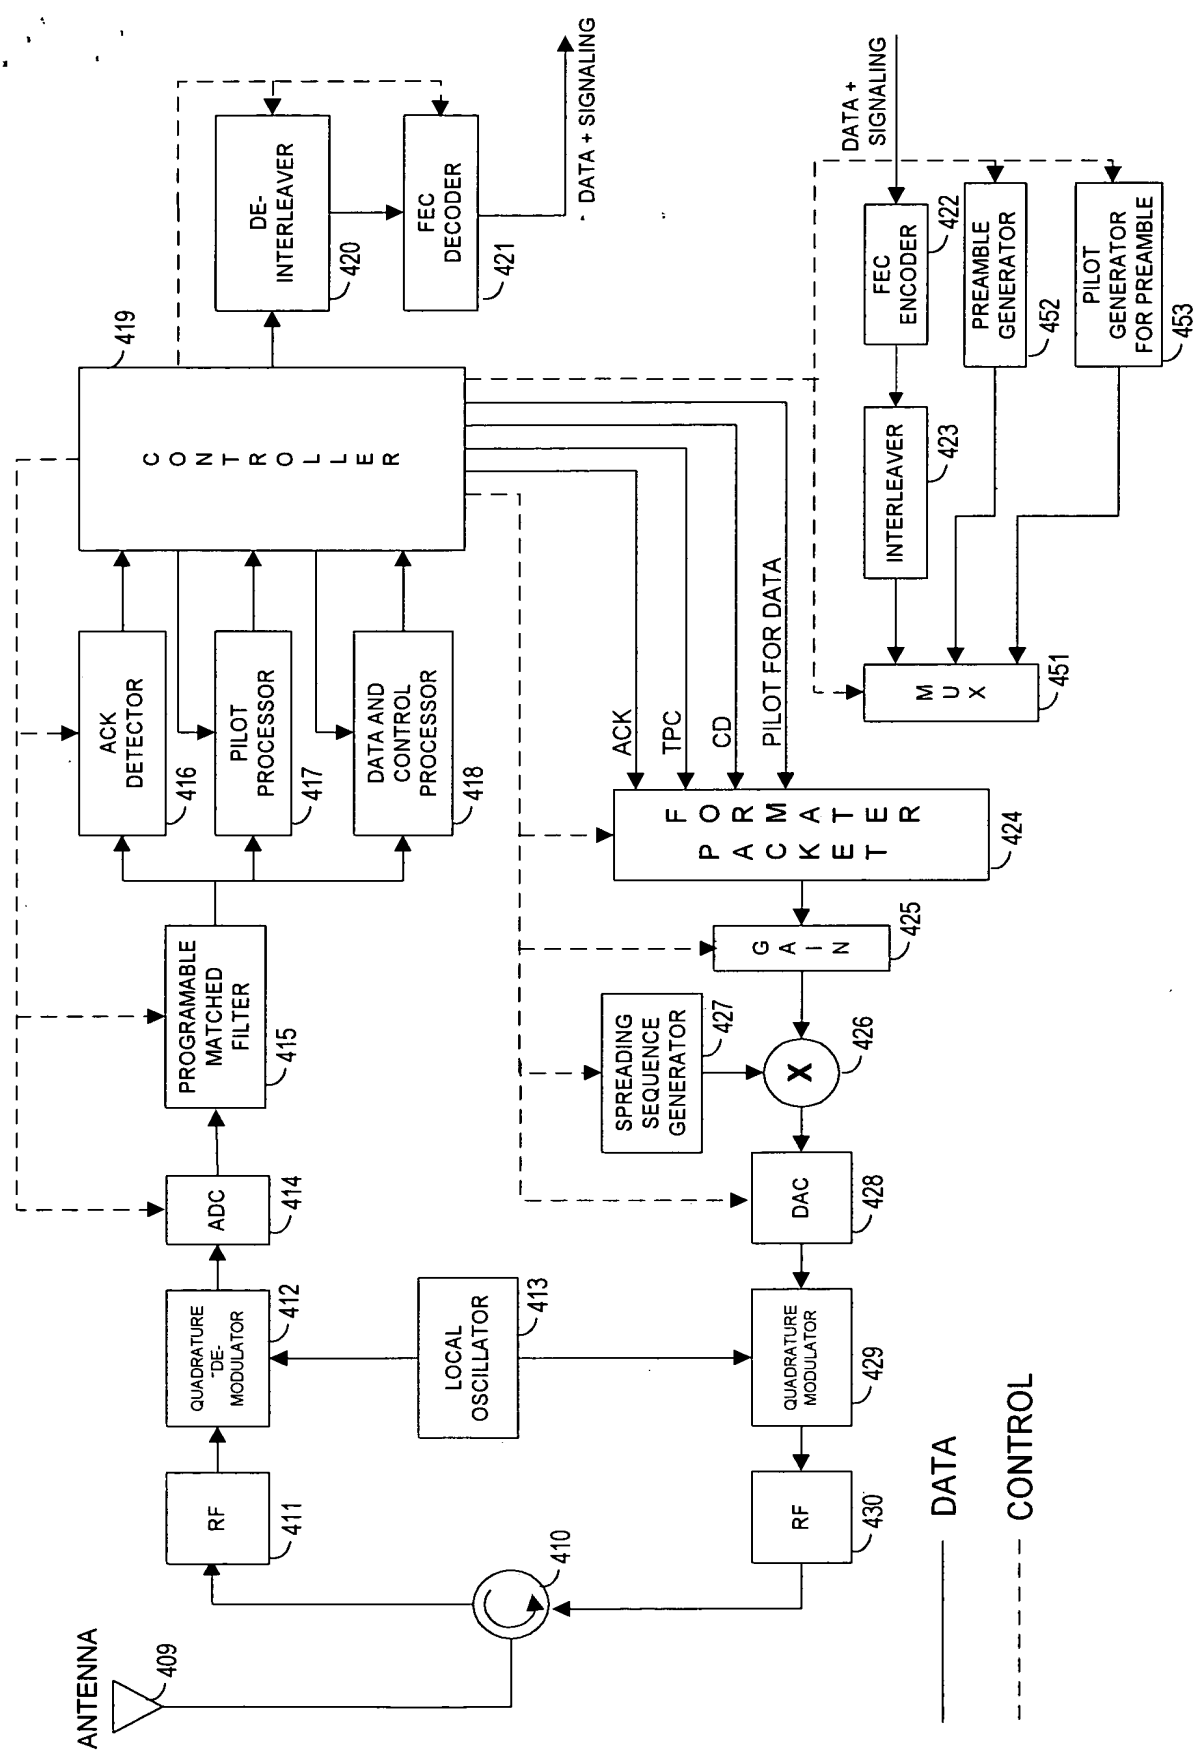 ANTENNA
409
410
RF
411
QUADRATURE
"DE-
MODULATOR
412
LOCAL
OSCILLATOR
413
ADC
414
PROGRAMABLE
MATCHED
FILTER
415
ACK
DETECTOR
416
PILOT
PROCESSOR
417
DATA AND
CONTROL
PROCESSOR
418
CONTROLLER
419
DE-
INTERLEAVER
420
FEC
DECODER
421
DATA + SIGNALING
RF
430
QUADRATURE
MODULATOR
429
DAC
428
SPREADING
SEQUENCE
GENERATOR
427
X
426
GAIN
425
PACKET
FORMATER
424
ACK
TPC
CD
PILOT FOR DATA
MUX
451
INTERLEAVER
423
FEC
ENCODER
422
DATA +
SIGNALING
PREAMBLE
GENERATOR
452
PILOT
GENERATOR
FOR PREAMBLE
453
DATA
CONTROL